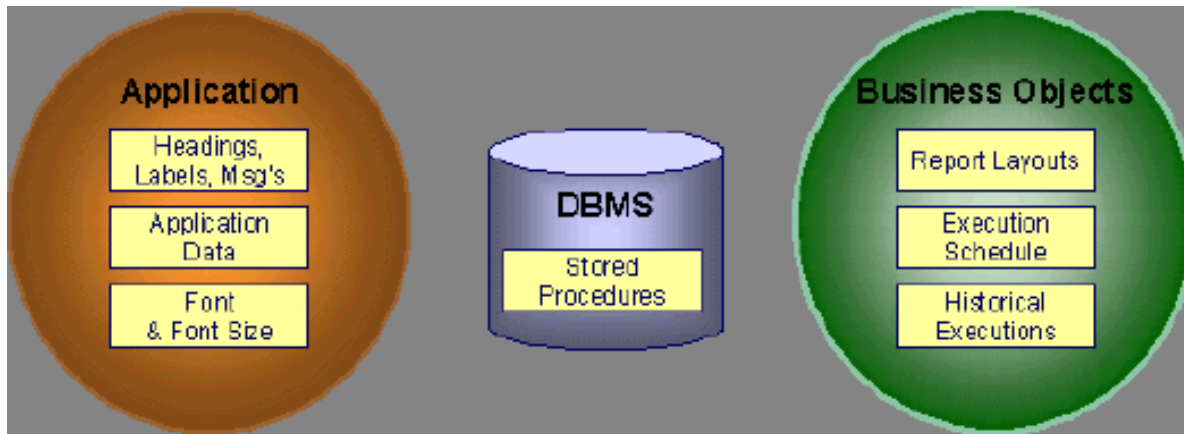 Application
Headings,
Labels, Msg's
Application
Data
Font
& Font Size
DBMS
Stored
Procedures
Business Objects
Report Layouts
Execution
Schedule
Historical
Executions